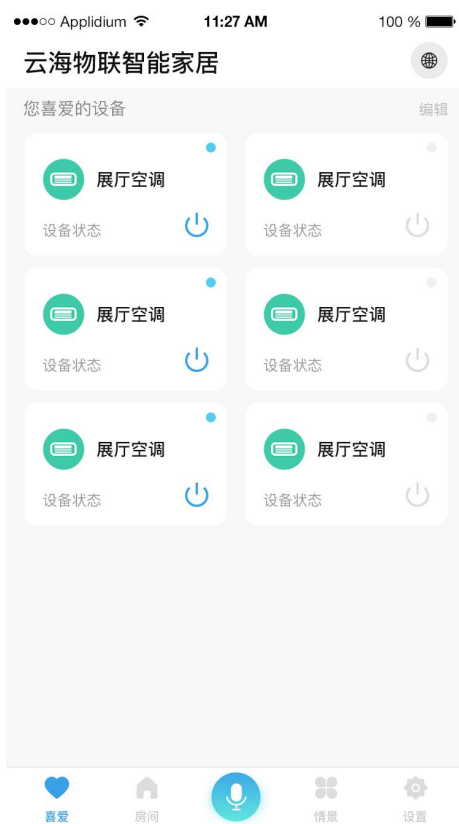 ●●●○○ Applidium 11:27 AM 100 %
云海物联智能家居
您喜爱的设备 编辑
展厅空调 展厅空调
设备状态 设备状态
展厅空调 展厅空调
设备状态 设备状态
展厅空调 展厅空调
设备状态 设备状态
喜爱 房间 情景 设置